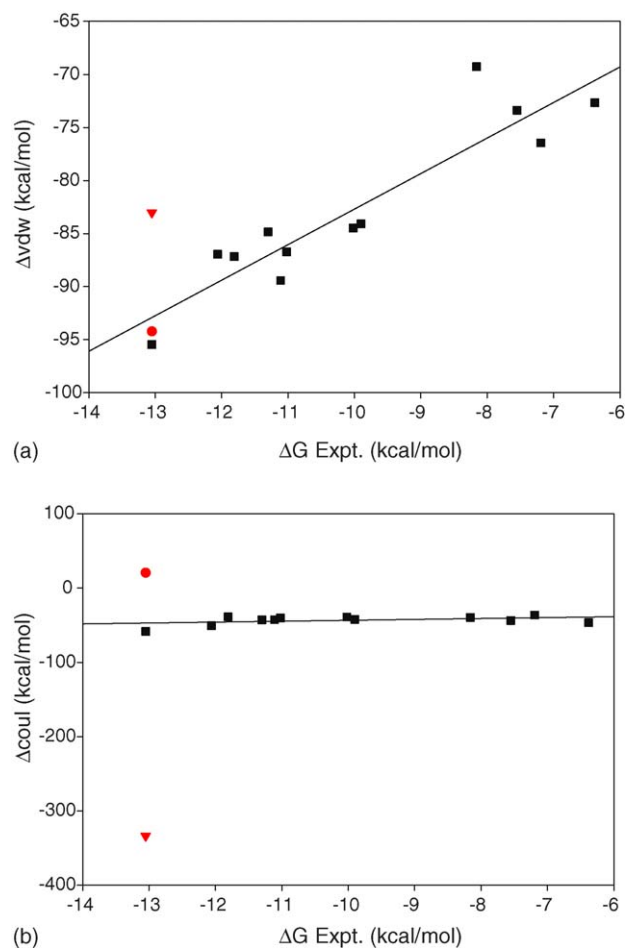 -65
-70
-75
-80
-85
-90
-95
-100
Δvdw (kcal/mol)
-14 -13 -12 -11 -10 -9 -8 -7 -6
(a)
ΔG Expt. (kcal/mol)
100
0
-100
-200
-300
-400
Δcoul (kcal/mol)
-14 -13 -12 -11 -10 -9 -8 -7 -6
(b)
ΔG Expt. (kcal/mol)